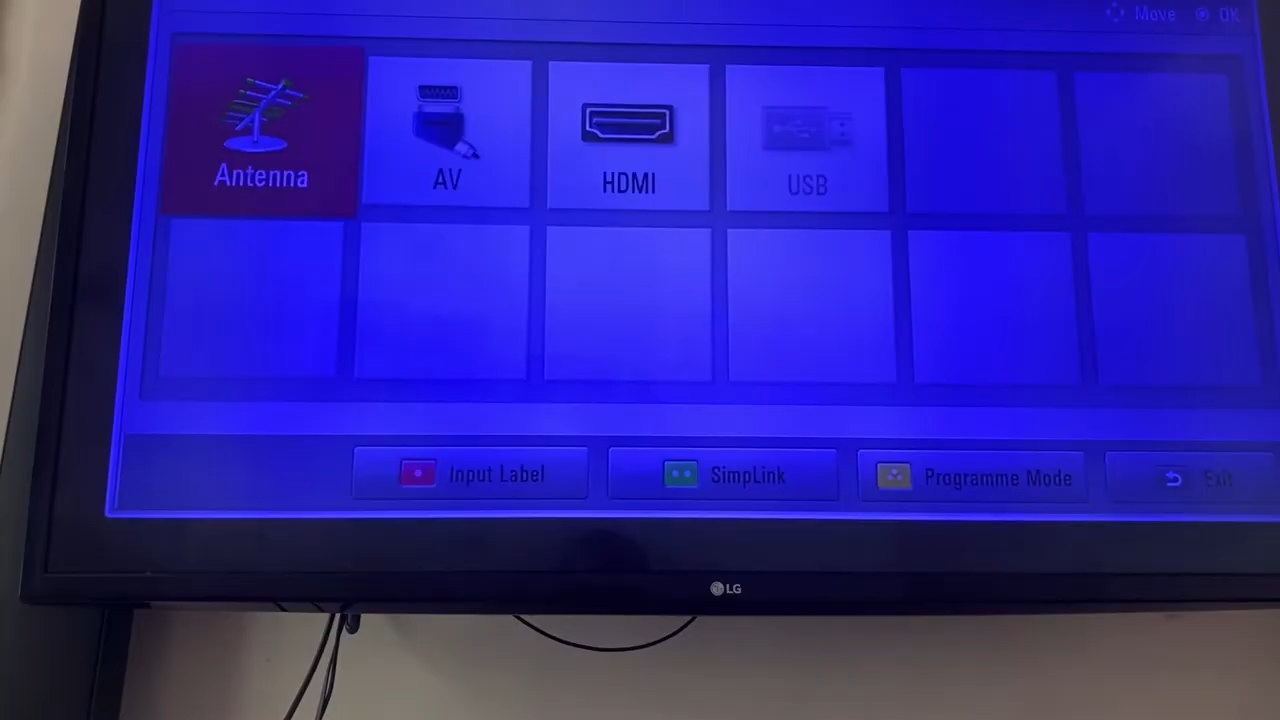 Move OK
Antenna AV HDMI USB
Input Label SimpLink Programme Mode Exit
LG